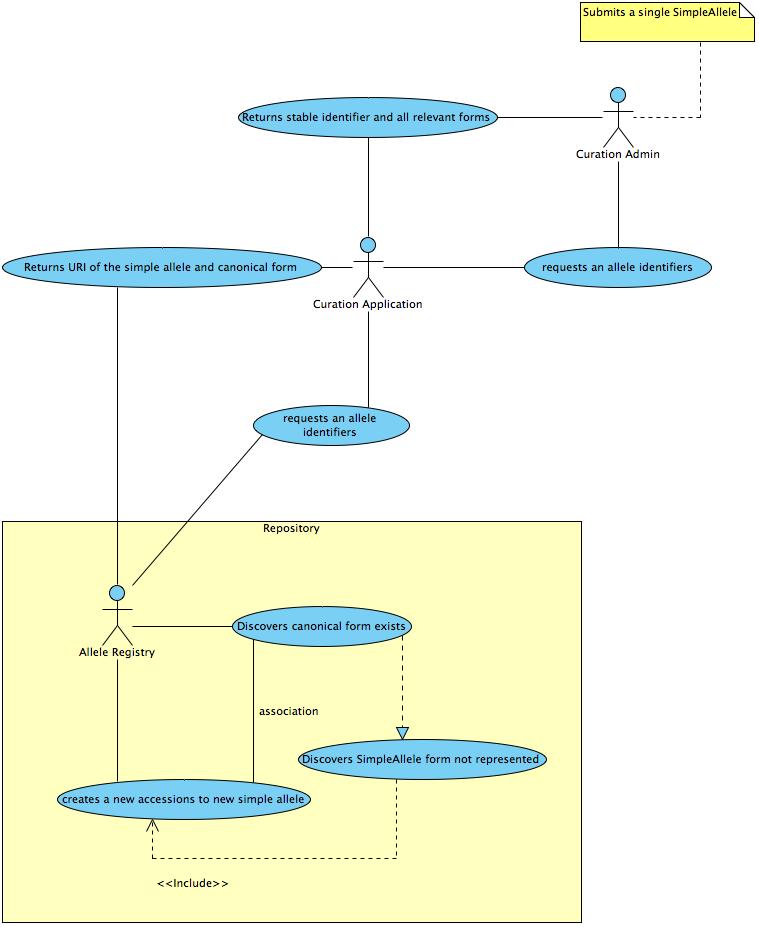 Submits a single SimpleAllele
Returns stable identifier and all relevant forms
Curation Admin
Returns URI of the simple allele and canonical form
requests an allele identifiers
Curation Application
requests an allele
identifiers
Repository
Discovers canonical form exists
Allele Registry
association
Discovers SimpleAllele form not represented
creates a new accessions to new simple allele
<<Include>>